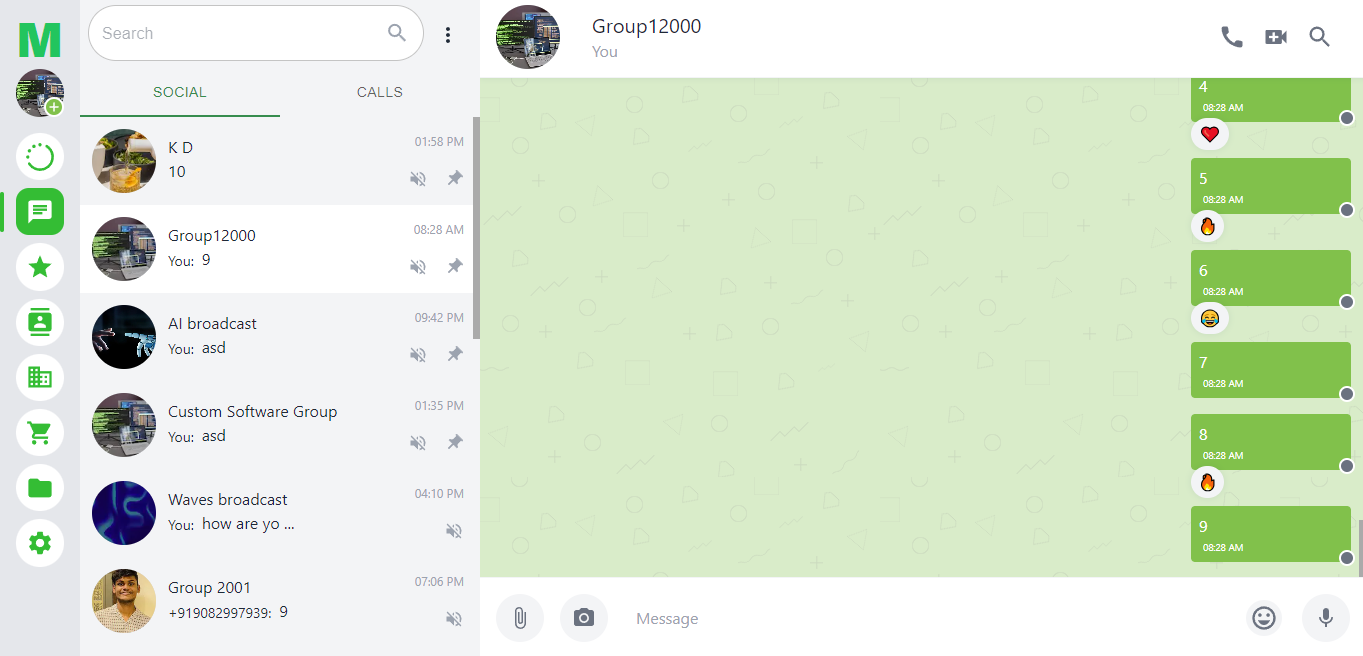 M
Search
SOCIAL
CALLS
K D
01:58 PM
10
Group12000
08:28 AM
You: 9
AI broadcast
09:42 PM
You: asd
Custom Software Group
01:35 PM
You: asd
Waves broadcast
04:10 PM
You: how are yo ...
Group 2001
07:06 PM
+919082997939: 9
Group12000
You
4
08:28 AM
5
08:28 AM
6
08:28 AM
7
08:28 AM
8
08:28 AM
9
08:28 AM
Message